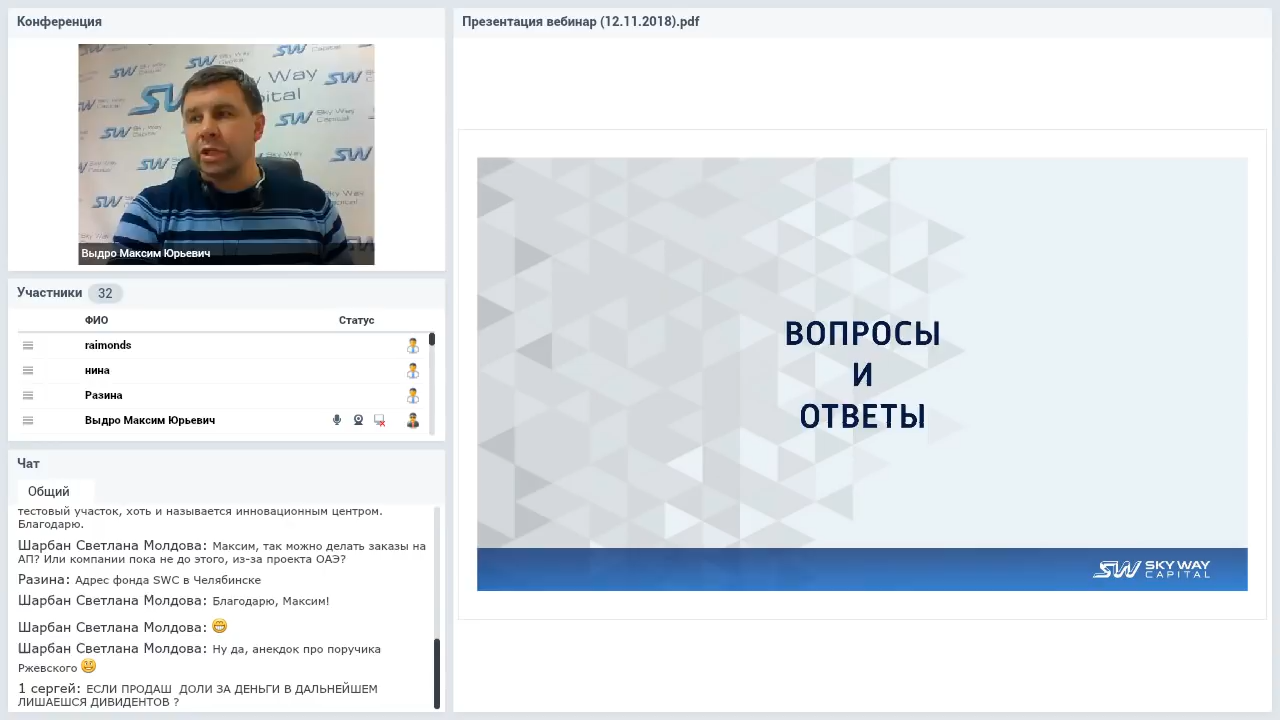 Конференция
Sky Way
Capital
Выдро Максим Юрьевич
Участники 32
ФИО Статус
raimonds
нина
Разина
Выдро Максим Юрьевич
Чат
Общий
тестовый участок, хоть и называется инновационным центром.
Благодарю.
Шарбан Светлана Молдова: Максим, так можно делать заказы на
АП? Или компании пока не до этого, из-за проекта ОАЭ?
Разина: Адрес фонда SWC в Челябинске
Шарбан Светлана Молдова: Благодарю, Максим!
Шарбан Светлана Молдова:
Шарбан Светлана Молдова: Ну да, анекдок про поручика
Ржевского
1 сергей: ЕСЛИ ПРОДАШ ДОЛИ ЗА ДЕНЬГИ В ДАЛЬНЕЙШЕМ
ЛИШАЕШСЯ ДИВИДЕНТОВ ?
Презентация вебинар (12.11.2018).pdf
ВОПРОСЫ
И
ОТВЕТЫ
SW SKY WAY
CAPITAL